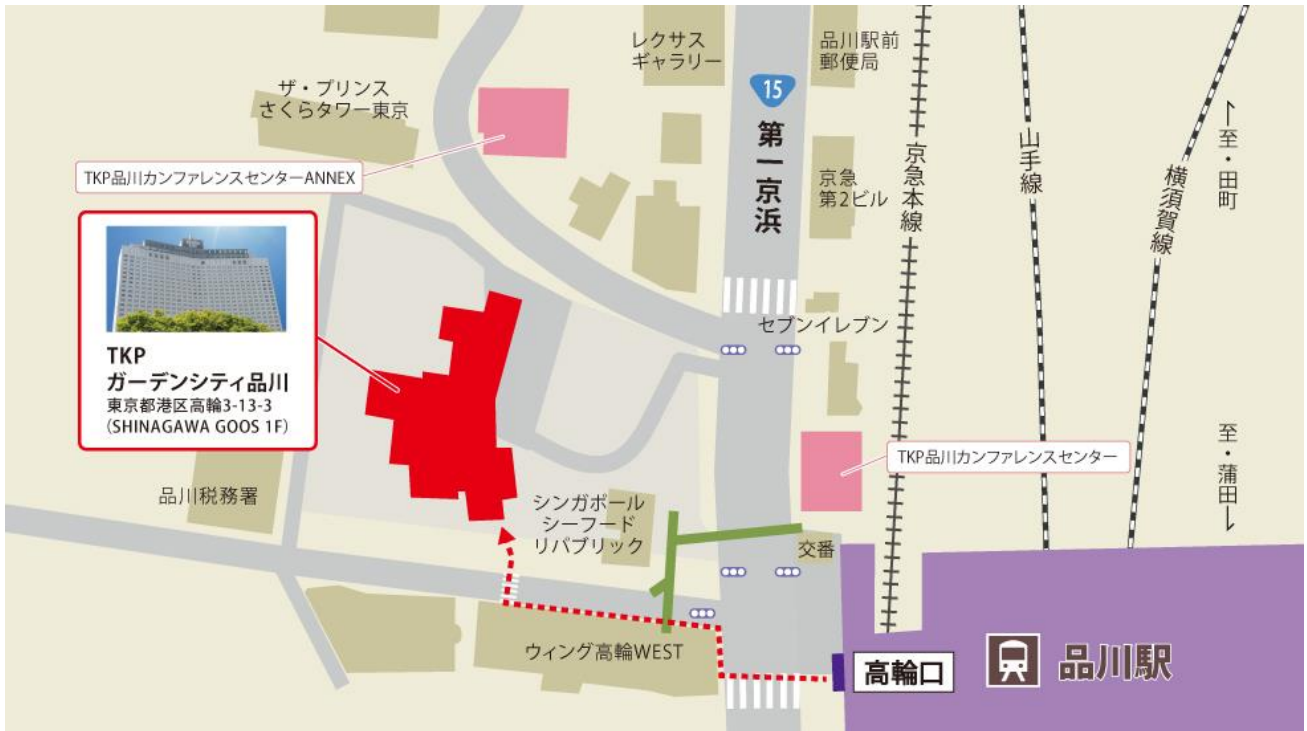 レクサス
ギャラリー
品川駅前
郵便局
15
第一京浜
ザ・プリンス
さくらタワー東京
TKP品川カンファレンスセンターANNEX
京急
第2ビル
京急本線
山手線
横須賀線
至・田町
TKP
ガーデンシティ品川
東京都港区高輪3-13-3
(SHINAGAWA GOOS 1F)
セブンイレブン
TKP品川カンファレンスセンター
至・蒲田
品川税務署
シンガポール
シーフード
リパブリック
交番
ウィング高輪WEST
高輪口
品川駅